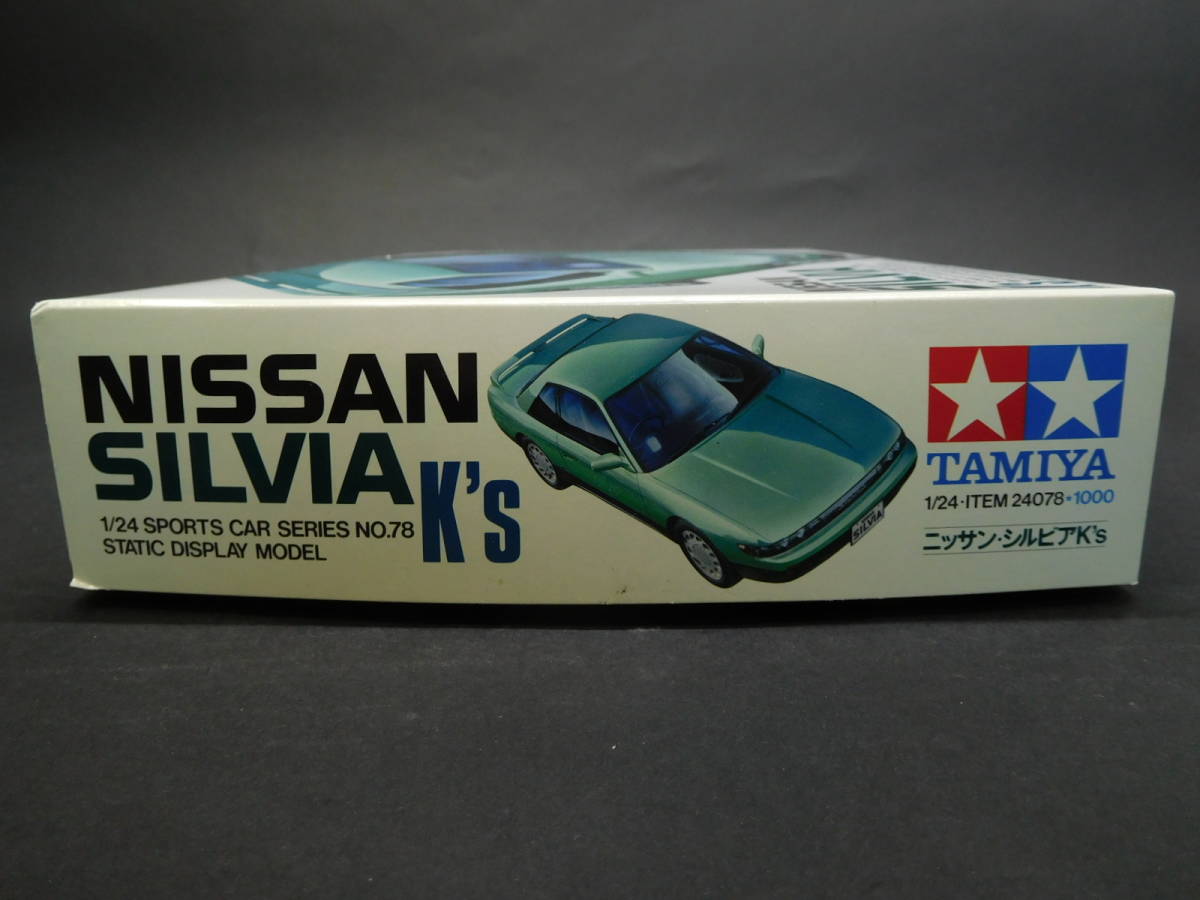 NISSAN
SILVIA
K's
1/24 SPORTS CAR SERIES NO.78
STATIC DISPLAY MODEL
SILVIA
TAMIYA
1/24・ITEM 24078・1000
ニッサン・シルビアK's